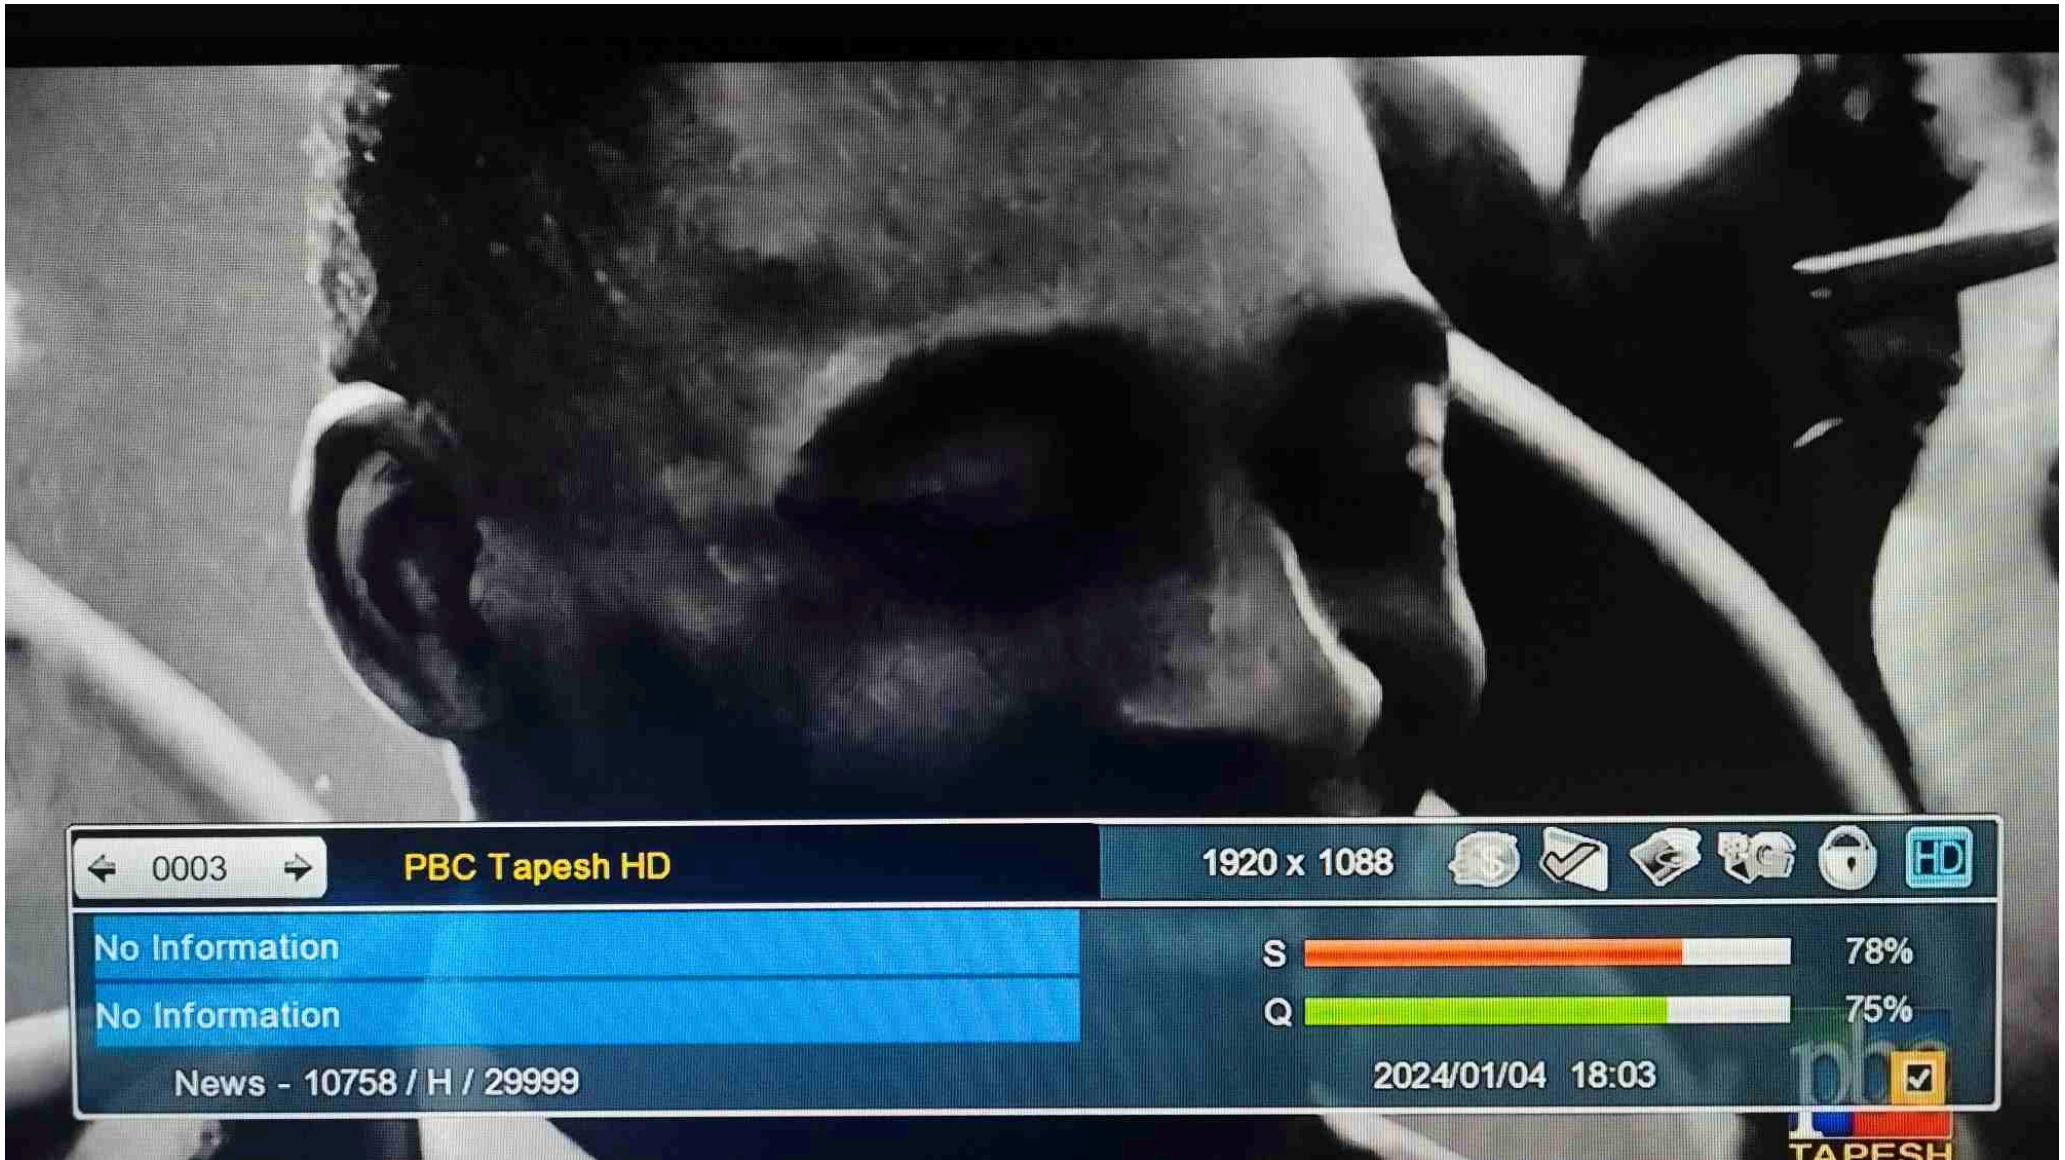 0003
PBC Tapesh HD
1920 x 1088
HD
No Information
No Information
S 78%
Q 75%
News - 10758 / H / 29999
2024/01/04 18:03
pbc
TAPESH